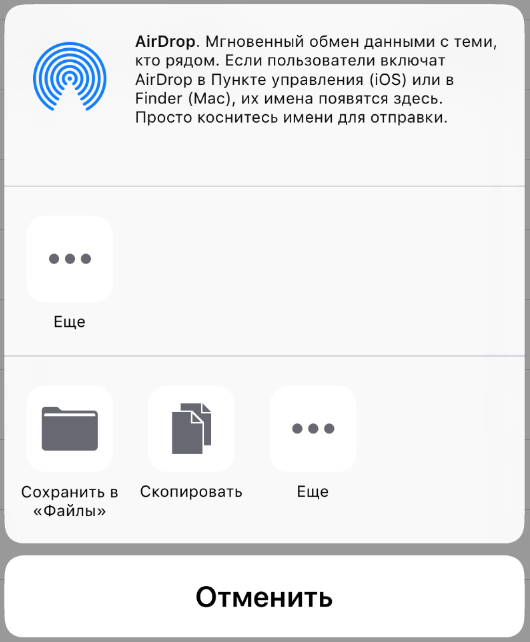 AirDrop. Мгновенный обмен данными с теми,
кто рядом. Если пользователи включат
AirDrop в Пункте управления (iOS) или в
Finder (Mac), их имена появятся здесь.
Просто коснитесь имени для отправки.
Еще
Сохранить в
«Файлы»
Скопировать
Еще
Отменить